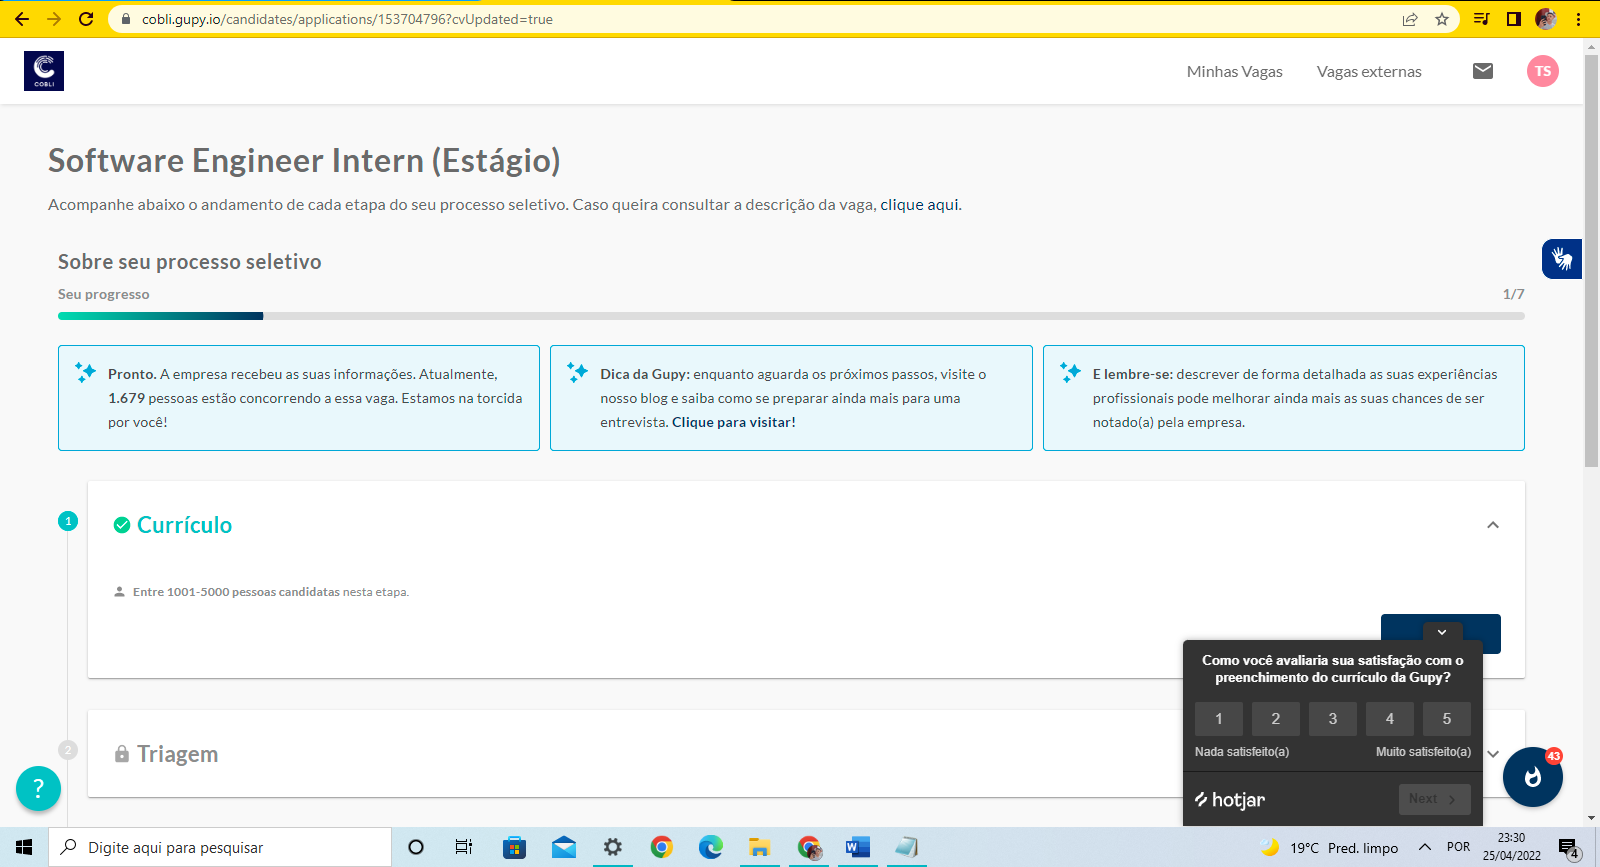 cobli.gupy.io/candidates/applications/153704796?cvUpdated=true
COBLI
Minhas Vagas
Vagas externas
TS
Software Engineer Intern (Estágio)
Acompanhe abaixo o andamento de cada etapa do seu processo seletivo. Caso queira consultar a descrição da vaga, clique aqui.
Sobre seu processo seletivo
Seu progresso
1/7
Pronto. A empresa recebeu as suas informações. Atualmente,
1.679 pessoas estão concorrendo a essa vaga. Estamos na torcida
por você!
Dica da Gupy: enquanto aguarda os próximos passos, visite o
nosso blog e saiba como se preparar ainda mais para uma
entrevista. Clique para visitar!
E lembre-se: descrever de forma detalhada as suas experiências
profissionais pode melhorar ainda mais as suas chances de ser
notado(a) pela empresa.
1
Currículo
Entre 1001-5000 pessoas candidatas nesta etapa.
2
Triagem
Como você avaliaria sua satisfação com o
preenchimento do currículo da Gupy?
1 2 3 4 5
Nada satisfeito(a)
Muito satisfeito(a)
hotjar
Next
43
?
Digite aqui para pesquisar
19°C Pred. limpo
POR
23:30
25/04/2022
4